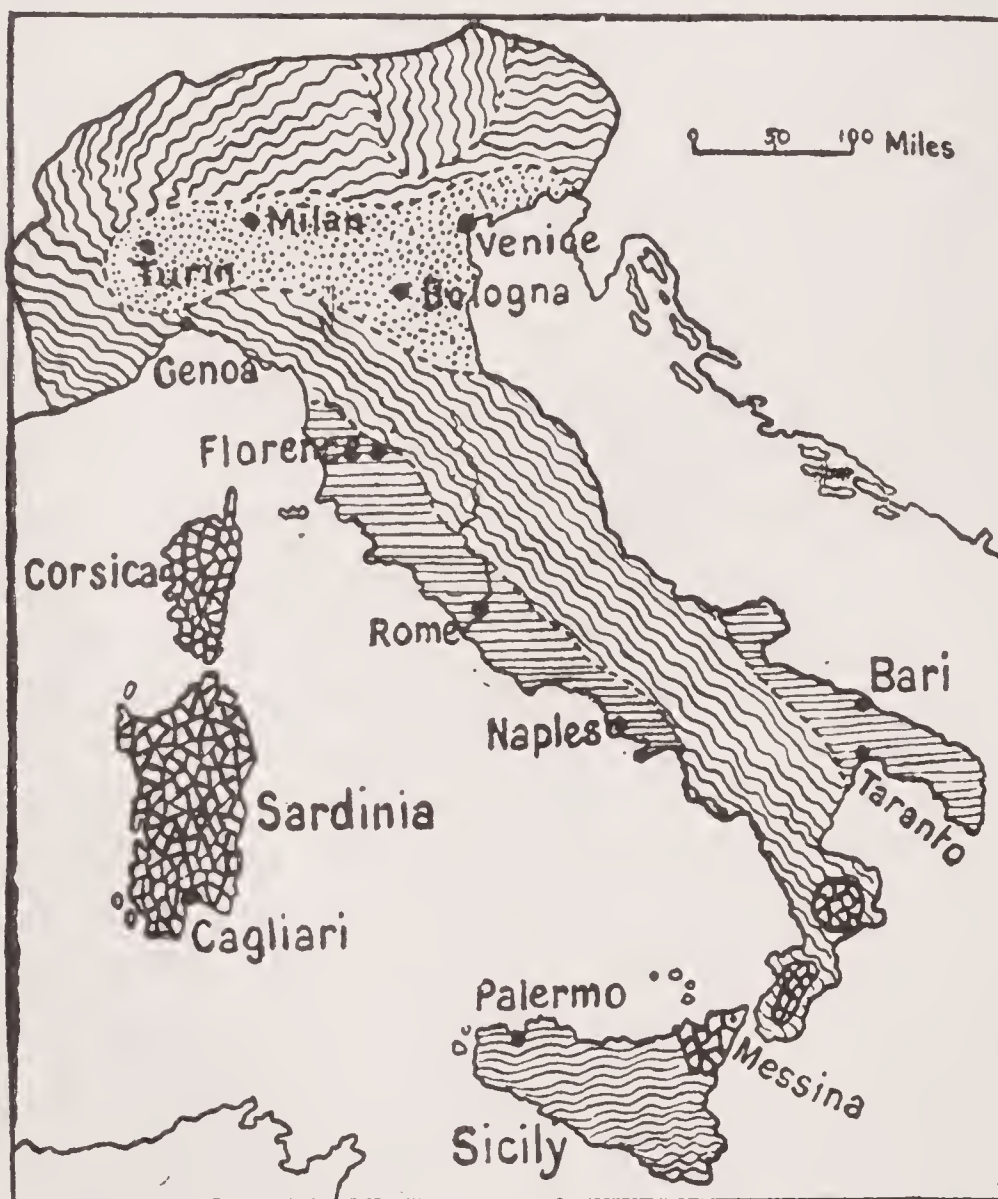 0 50 100 Miles
Milan
Venice
Turin
Bologna
Genoa
Florence
Corsica
Rome
Bari
Naples
Taranto
Sardinia
Cagliari
Palermo
Messina
Sicily